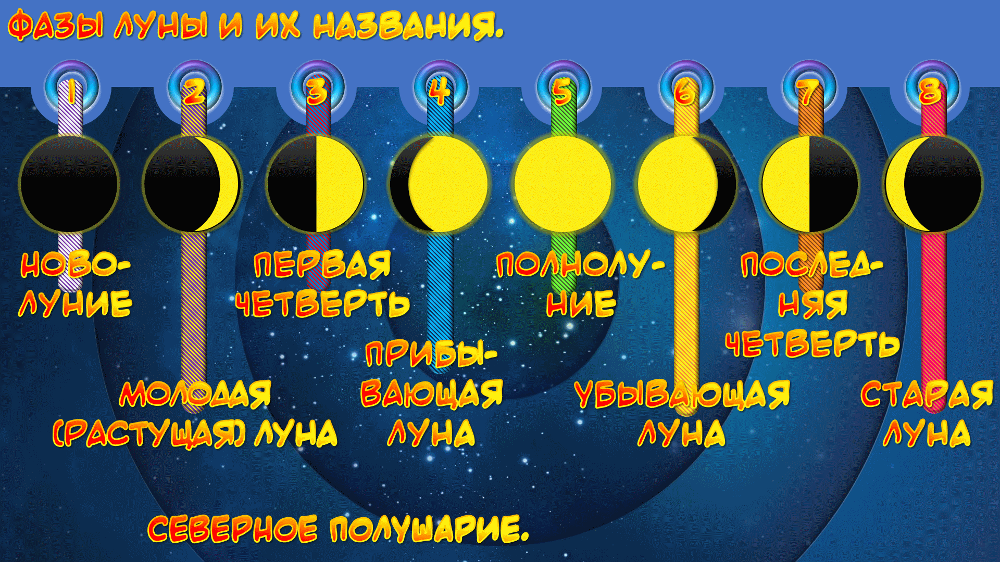 ФАЗЫ ЛУНЫ И ИХ НАЗВАНИЯ.
1
2
3
4
5
6
7
8
НОВО-
ЛУНИЕ
МОЛОДАЯ
(РАСТУЩАЯ) ЛУНА
ПЕРВАЯ
ЧЕТВЕРТЬ
ПРИБЫ-
ВАЮЩАЯ
ЛУНА
ПОЛНОЛУ-
НИЕ
УБЫВАЮЩАЯ
ЛУНА
ПОСЛЕД-
НЯЯ
ЧЕТВЕРТЬ
СТАРАЯ
ЛУНА
СЕВЕРНОЕ ПОЛУШАРИЕ.